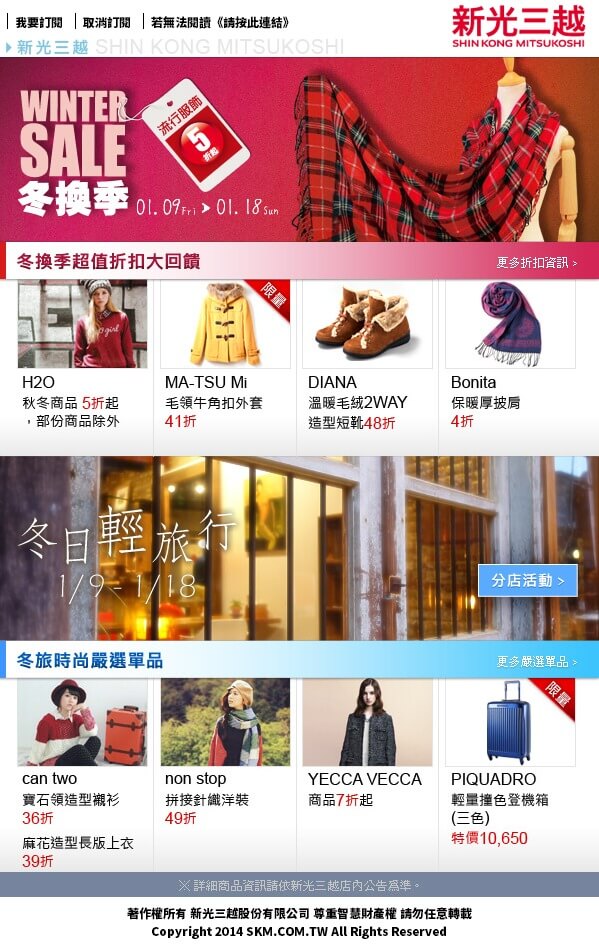 我要訂閱 取消訂閱 若無法閱讀《請按此連結》
新光三越
SHIN KONG MITSUKOSHI
新光三越 SHIN KONG MITSUKOSHI
WINTER
SALE
冬換季 01.09 Fri > 01.18 Sun
流行服飾
5
折起
冬換季超值折扣大回饋 更多折扣資訊 >
限量
H2O
秋冬商品 5折起
，部份商品除外
MA-TSU Mi
毛領牛角扣外套
41折
DIANA
溫暖毛絨2WAY
造型短靴48折
Bonita
保暖厚披肩
4折
冬日輕旅行
1/9-1/18
分店活動 >
冬旅時尚嚴選單品 更多嚴選單品 >
限量
can two
寶石領造型襯衫
36折
麻花造型長版上衣
39折
non stop
拼接針織洋裝
49折
YECCA VECCA
商品7折起
PIQUADRO
輕量撞色登機箱
(三色)
特價10,650
※ 詳細商品資訊請依新光三越店內公告為準。
著作權所有 新光三越股份有限公司 尊重智慧財產權 請勿任意轉載
Copyright 2014 SKM.COM.TW All Rights Reserved